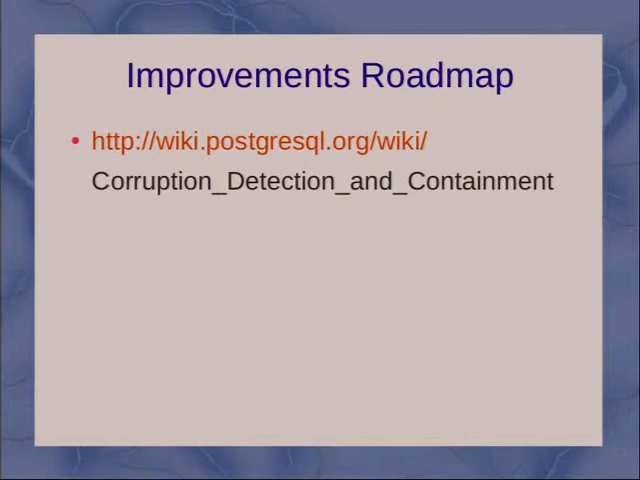 Improvements Roadmap
• http://wiki.postgresql.org/wiki/
Corruption_Detection_and_Containment